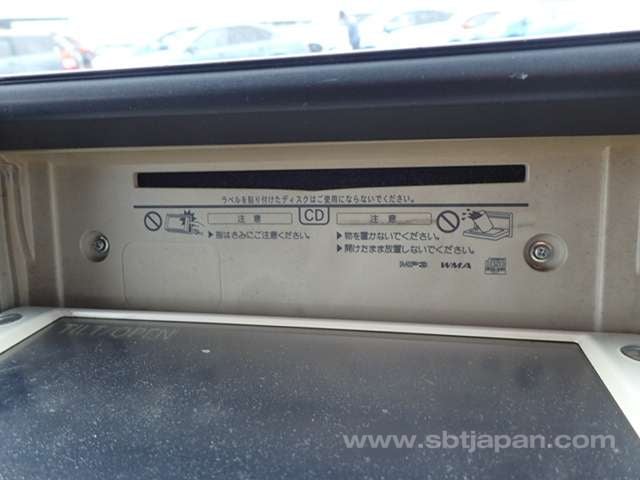 ラベルを貼り付けたディスクはご使用にならないでください。
注意 CD 注意
▶指はさみにご注意ください。 ▶物を置かないでください。
▶開けたまま放置しないでください。
MP3 WMA
TILT/OPEN
www.sbtjapan.com